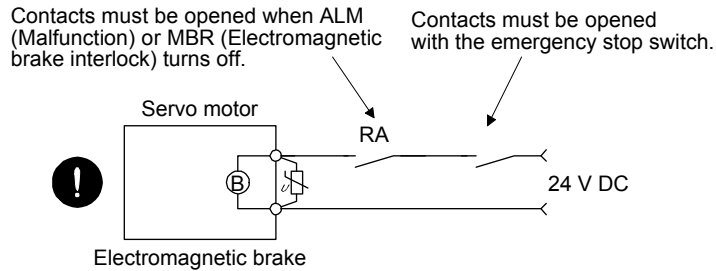 Contacts must be opened when ALM
(Malfunction) or MBR (Electromagnetic
brake interlock) turns off.
Contacts must be opened
with the emergency stop switch.
Servo motor
RA
B
U
24 V DC
Electromagnetic brake